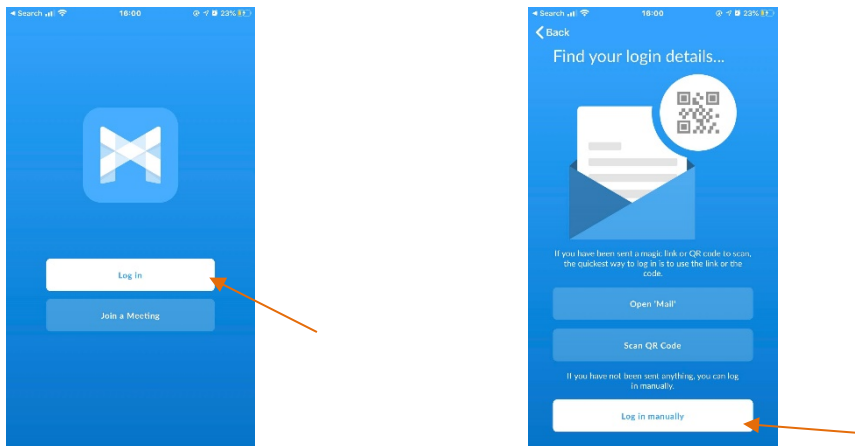 Search
16:00
23%
Log in
Join a Meeting
Search
16:00
23%
Back
Find your login details...
If you have been sent a magic link or QR code to scan,
the quickest way to log in is to use the link or the
code.
Open 'Mail'
Scan QR Code
If you have not been sent anything, you can log
in manually.
Log in manually